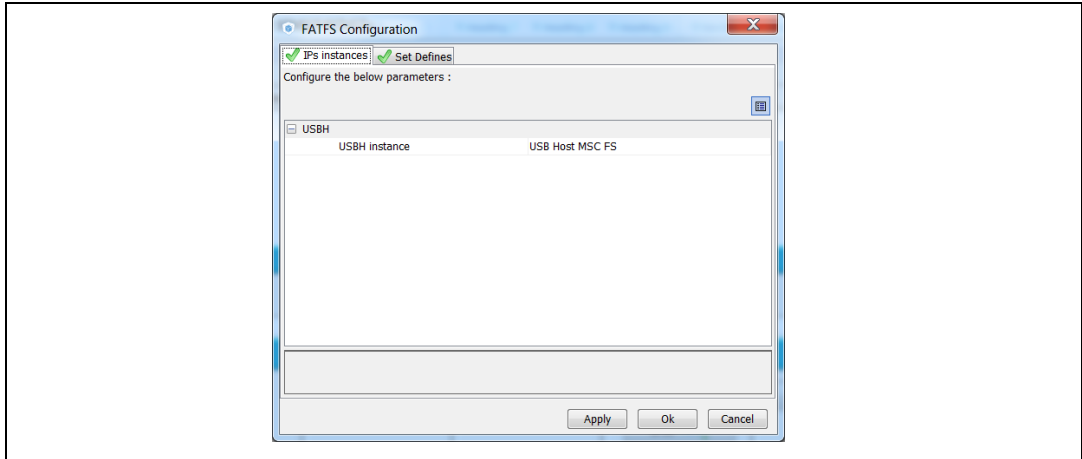 FATFS Configuration
IPs instances Set Defines
Configure the below parameters :
USBH
USBH instance USB Host MSC FS
Apply Ok Cancel